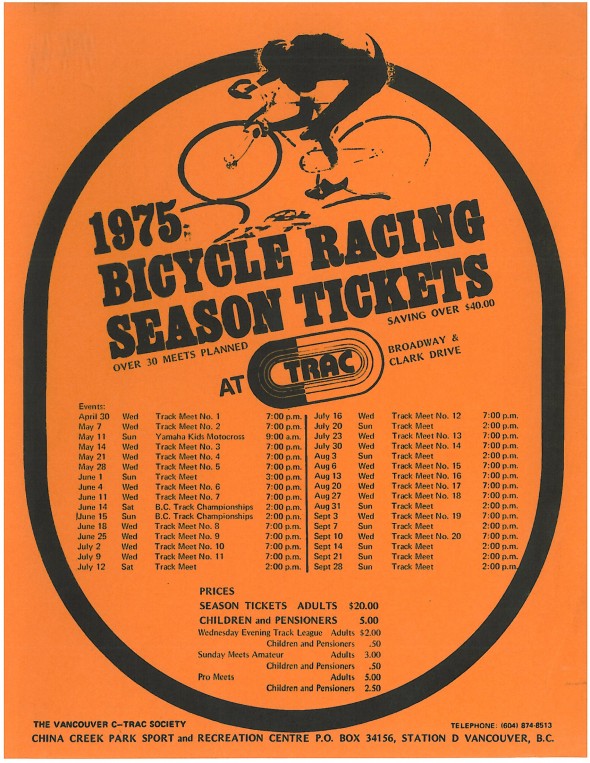 1975
BICYCLE RACING
SEASON TICKETS
OVER 30 MEETS PLANNED
SAVING OVER $40.00
AT TRAC
BROADWAY &
CLARK DRIVE
Events:
April 30 Wed Track Meet No. 1 7:00 p.m.
May 7 Wed Track Meet No. 2 7:00 p.m.
May 11 Sun Yamaha Kids Motocross 9:00 a.m.
May 14 Wed Track Meet No. 3 7:00 p.m.
May 21 Wed Track Meet No. 4 7:00 p.m.
May 28 Wed Track Meet No. 5 7:00 p.m.
June 1 Sun Track Meet 3:00 p.m.
June 4 Wed Track Meet No. 6 7:00 p.m.
June 11 Wed Track Meet No. 7 7:00 p.m.
June 14 Sat B.C. Track Championships 2:00 p.m.
June 15 Sun B.C. Track Championships 2:00 p.m.
June 18 Wed Track Meet No. 8 7:00 p.m.
June 25 Wed Track Meet No. 9 7:00 p.m.
July 2 Wed Track Meet No. 10 7:00 p.m.
July 9 Wed Track Meet No. 11 7:00 p.m.
July 12 Sat Track Meet 2:00 p.m.
July 16 Wed Track Meet No. 12 7:00 p.m.
July 20 Sun Track Meet 2:00 p.m.
July 23 Wed Track Meet No. 13 7:00 p.m.
July 30 Wed Track Meet No. 14 7:00 p.m.
Aug 3 Sun Track Meet 2:00 p.m.
Aug 6 Wed Track Meet No. 15 7:00 p.m.
Aug 13 Wed Track Meet No. 16 7:00 p.m.
Aug 20 Wed Track Meet No. 17 7:00 p.m.
Aug 27 Wed Track Meet No. 18 7:00 p.m.
Aug 31 Sun Track Meet 2:00 p.m.
Sept 3 Wed Track Meet No. 19 7:00 p.m.
Sept 7 Sun Track Meet 2:00 p.m.
Sept 10 Wed Track Meet No. 20 7:00 p.m.
Sept 14 Sun Track Meet 2:00 p.m.
Sept 21 Sun Track Meet 2:00 p.m.
Sept 28 Sun Track Meet 2:00 p.m.
PRICES
SEASON TICKETS ADULTS $20.00
CHILDREN and PENSIONERS 5.00
Wednesday Evening Track League Adults $2.00
Children and Pensioners .50
Sunday Meets Amateur Adults 3.00
Children and Pensioners .50
Pro Meets Adults 5.00
Children and Pensioners 2.50
THE VANCOUVER C-TRAC SOCIETY
TELEPHONE: (604) 874-8513
CHINA CREEK PARK SPORT and RECREATION CENTRE P.O. BOX 34156, STATION D VANCOUVER, B.C.